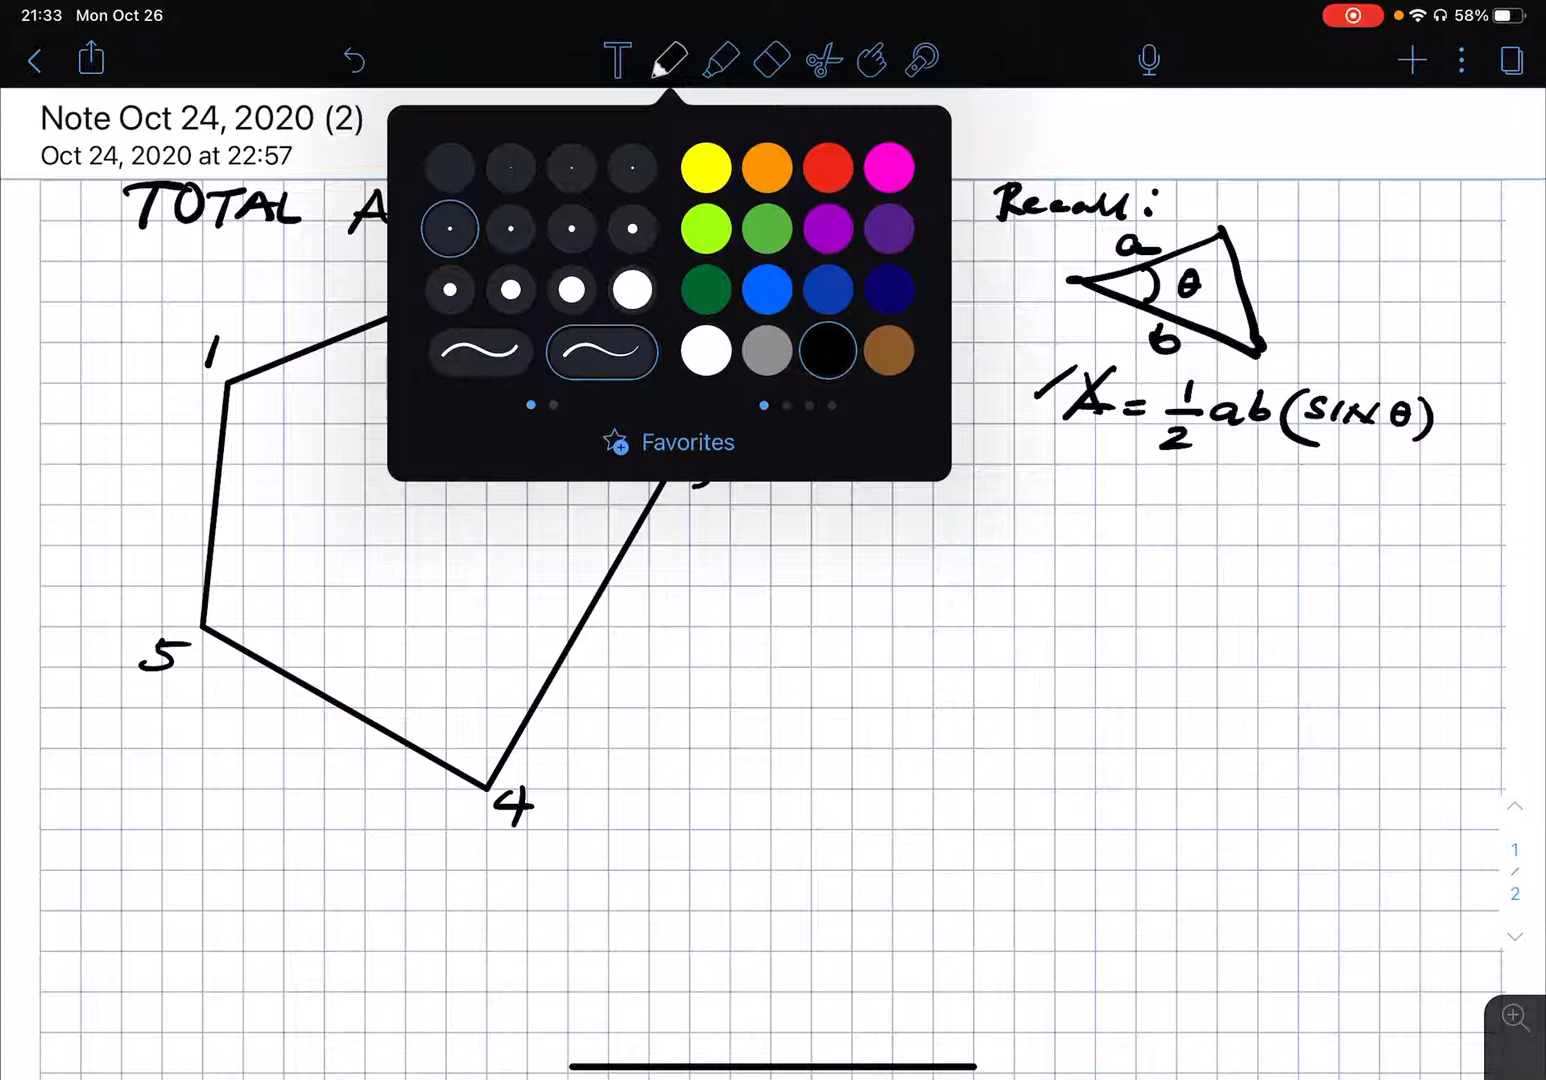 21:33 Mon Oct 26
58%
T
Note Oct 24, 2020 (2)
Oct 24, 2020 at 22:57
TOTAL A
Recall:
a
θ
b
1
A = 1/2 ab (SIN θ)
Favorites
5
4
1
/
2